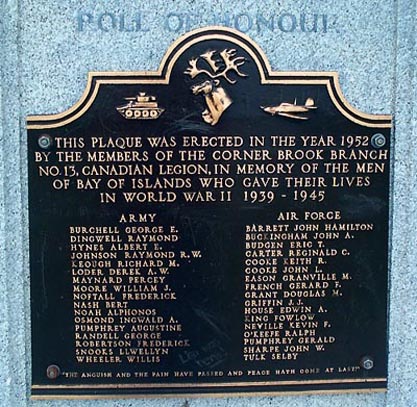 ROLL OF HONOUR
THIS PLAQUE WAS ERECTED IN THE YEAR 1952
BY THE MEMBERS OF THE CORNER BROOK BRANCH
NO. 13, CANADIAN LEGION, IN MEMORY OF THE MEN
OF BAY OF ISLANDS WHO GAVE THEIR LIVES
IN WORLD WAR II 1939 - 1945
ARMY
BURCHELL GEORGE E.
DINGWELL RAYMOND
HYNES ALBERT E.
JOHNSON RAYMOND R.W.
KEOUGH RICHARD M.
LODER DEREK A.W.
MAYNARD PERCEY
MOORE WILLIAM J.
NOFTALL FREDERICK
NASH BERT
NOAH ALPHONOS
OSMOND INGWALD A.
PUMPHREY AUGUSTINE
RANDELL GEORGE
ROBERTSON FREDERICK
SNOOKS LLWELLYN
WHEELER WILLIS
AIR FORCE
BARRETT JOHN HAMILTON
BUCKINGHAM JOHN A.
BUDGEN ERIC T.
CARTER REGINALD C.
COOKE KEITH R.
COOKE JOHN L.
EASON GRANVILLE M.
FRENCH GERARD F.
GRANT DOUGLAS M.
GRIFFIN J.J.
HOUSE EDWIN A.
KING FOWLOW
NEVILLE KEVIN F.
O'KEEFE RALPH
PUMPHREY GERALD
SHARPE JOHN W.
TULK SELBY
"THE ANGUISH AND THE PAIN HAVE PASSED AND PEACE HATH COME AT LAST"